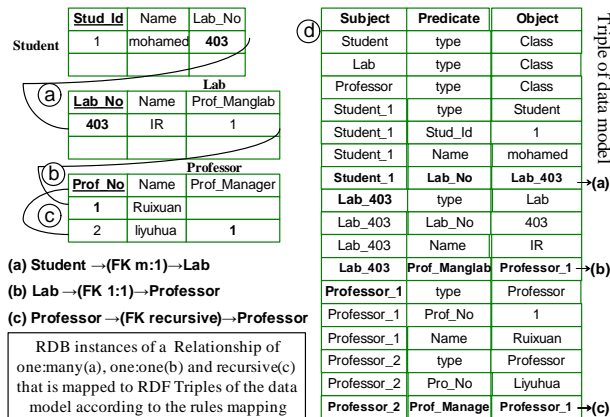 Student
Stud_Id Name Lab_No
1 mohamed 403
a
Lab
Lab_No Name Prof_Manglab
403 IR 1
b
Professor
Prof_No Name Prof_Manager
1 Ruixuan
c
2 liyuhua 1
(a) Student →(FK m:1)→Lab
(b) Lab →(FK 1:1)→Professor
(c) Professor →(FK recursive)→Professor
RDB instances of a Relationship of
one:many(a), one:one(b) and recursive(c)
that is mapped to RDF Triples of the data
model according to the rules mapping
d
Subject Predicate Object
Student type Class
Lab type Class
Professor type Class
Student_1 type Student
Student_1 Stud_Id 1
Student_1 Name mohamed
Student_1 Lab_No Lab_403 →(a)
Lab_403 type Lab
Lab_403 Lab_No 403
Lab_403 Name IR
Lab_403 Prof_Manglab Professor_1 →(b)
Professor_1 type Professor
Professor_1 Prof_No 1
Professor_1 Name Ruixuan
Professor_2 type Professor
Professor_2 Pro_No Liyuhua
Professor_2 Prof_Manage Professor_1 →(c)
Triple of data model